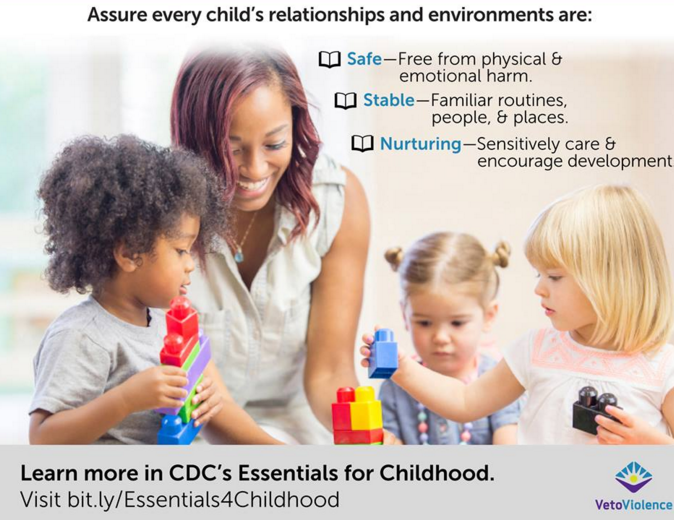 Assure every child's relationships and environments are:
Safe—Free from physical &
emotional harm.
Stable—Familiar routines,
people, & places.
Nurturing—Sensitively care &
encourage development
Learn more in CDC's Essentials for Childhood.
Visit bit.ly/Essentials4Childhood
VetoViolence